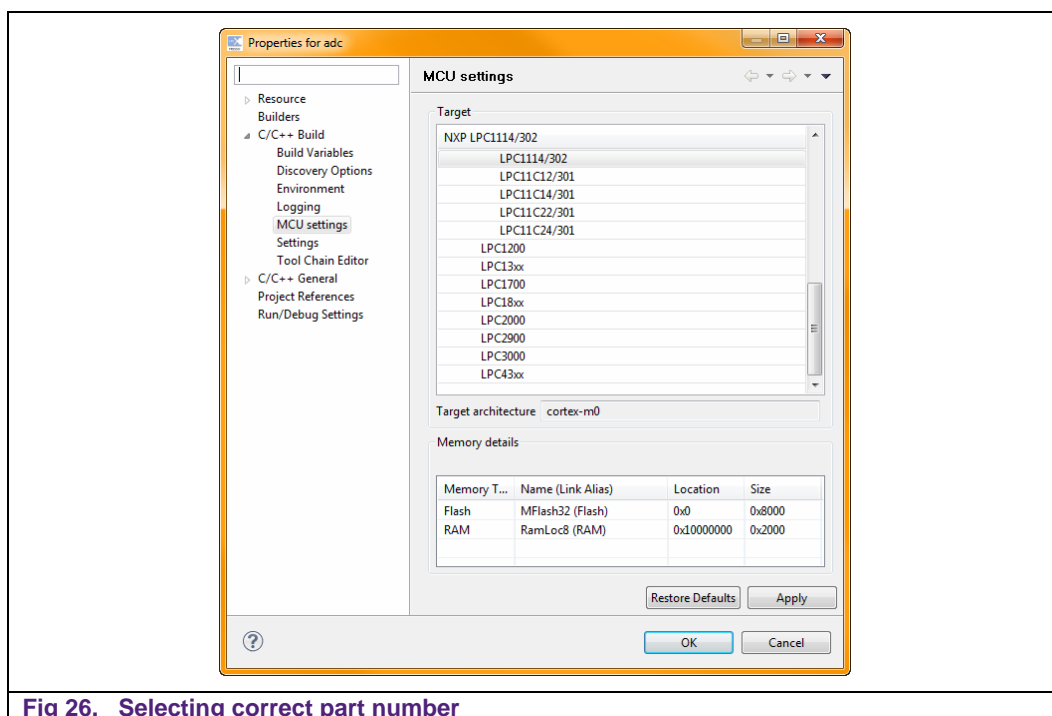 Properties for adc
MCU settings
Resource
Builders
C/C++ Build
Build Variables
Discovery Options
Environment
Logging
MCU settings
Settings
Tool Chain Editor
C/C++ General
Project References
Run/Debug Settings
Target
NXP LPC1114/302
LPC1114/302
LPC11C12/301
LPC11C14/301
LPC11C22/301
LPC11C24/301
LPC1200
LPC13xx
LPC1700
LPC18xx
LPC2000
LPC2900
LPC3000
LPC43xx
Target architecture cortex-m0
Memory details
Memory T... Name (Link Alias) Location Size
Flash MFlash32 (Flash) 0x0 0x8000
RAM RamLoc8 (RAM) 0x10000000 0x2000
Restore Defaults Apply
OK Cancel
Fig 26. Selecting correct part number